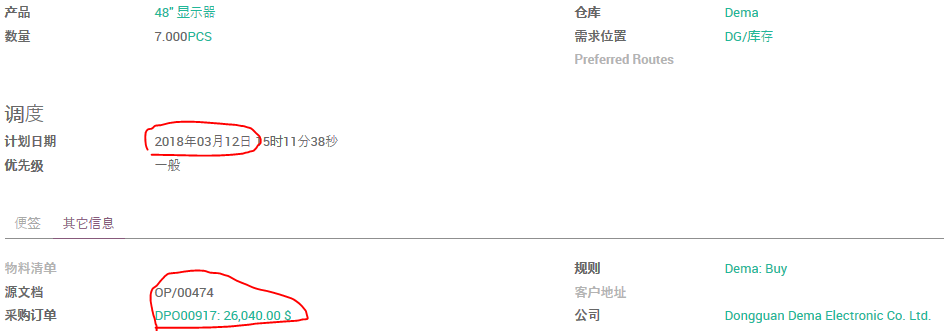 产品 48" 显示器 仓库 Dema
数量 7.000PCS 需求位置 DG/库存
Preferred Routes
调度
计划日期 2018年03月12日 15时11分38秒
优先级 一般
便签 其它信息
物料清单 规则 Dema: Buy
源文档 OP/00474 客户地址
采购订单 DPO00917: 26,040.00 $ 公司 Dongguan Dema Electronic Co. Ltd.